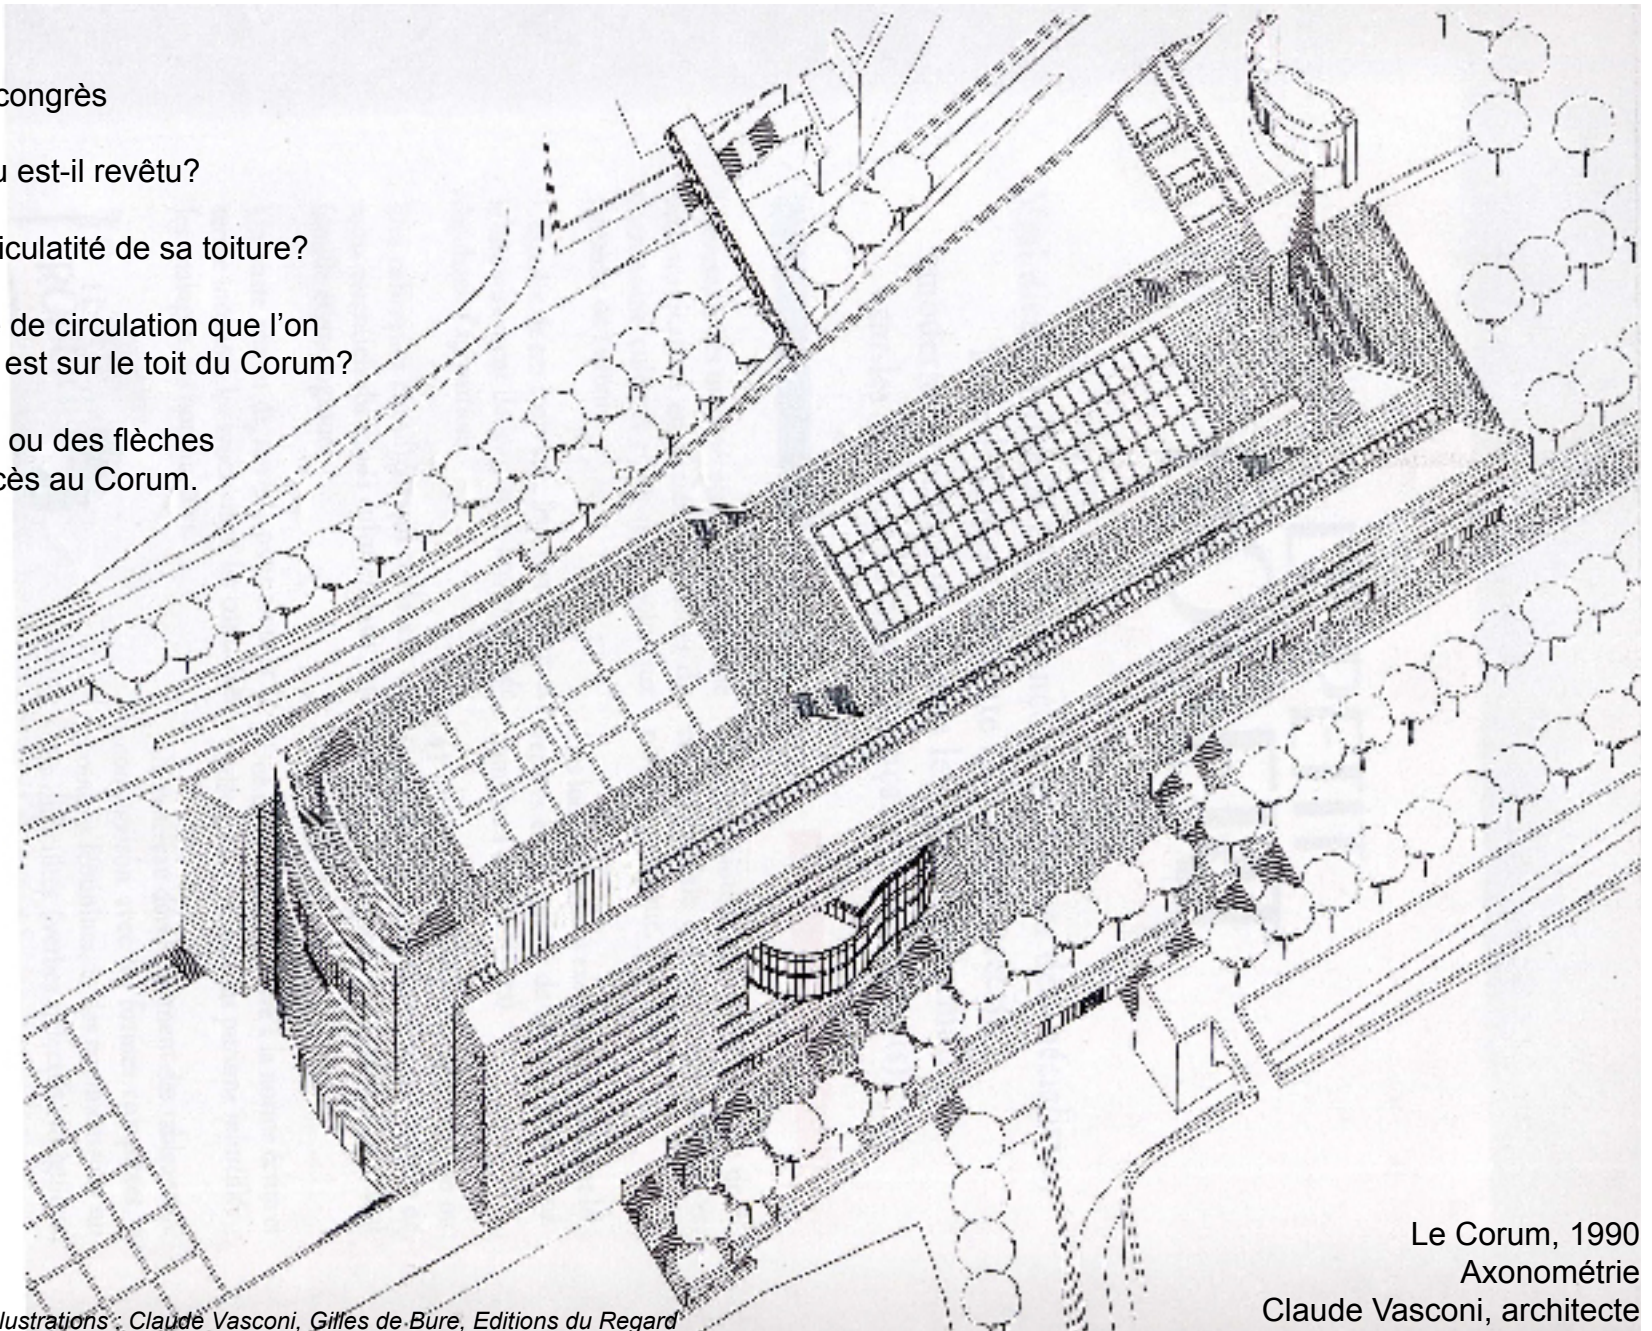 congrès
u est-il revêtu?
iculatité de sa toiture?
de circulation que l’on
est sur le toit du Corum?
ou des flèches
cès au Corum.
Le Corum, 1990
Axonométrie
Claude Vasconi, architecte
lustrations : Claude Vasconi, Gilles de Bure, Editions du Regard